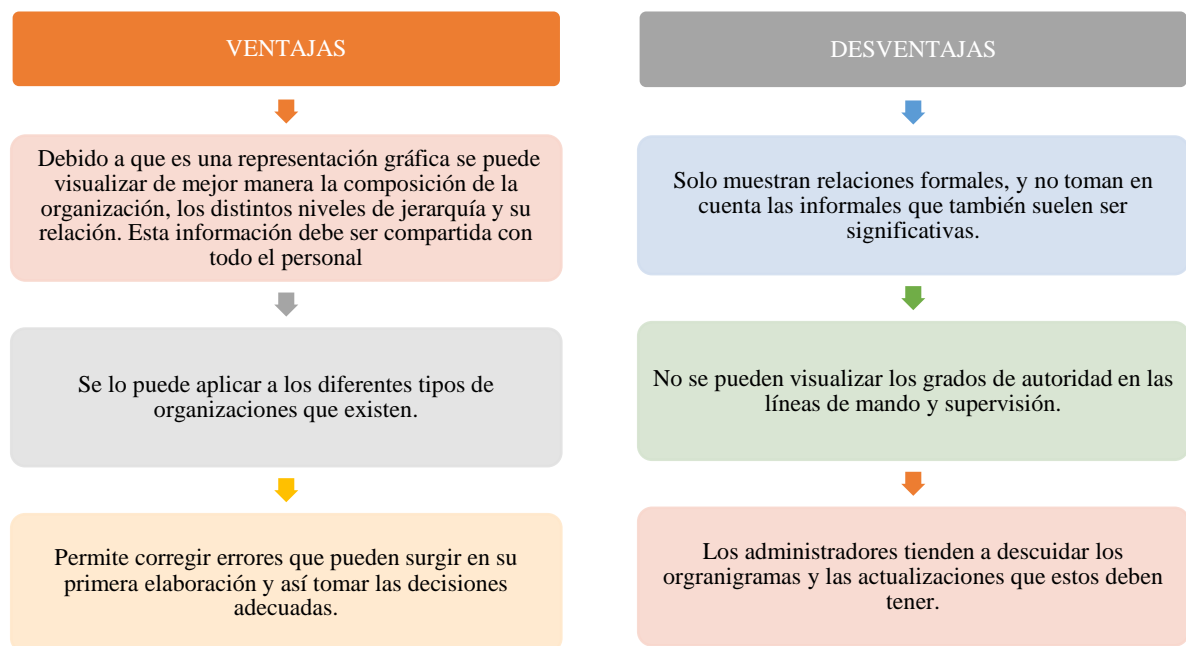 VENTAJAS
Debido a que es una representación gráfica se puede
visualizar de mejor manera la composición de la
organización, los distintos niveles de jerarquía y su
relación. Esta información debe ser compartida con
todo el personal
Se lo puede aplicar a los diferentes tipos de
organizaciones que existen.
Permite corregir errores que pueden surgir en su
primera elaboración y así tomar las decisiones
adecuadas.
DESVENTAJAS
Solo muestran relaciones formales, y no toman en
cuenta las informales que también suelen ser
significativas.
No se pueden visualizar los grados de autoridad en las
líneas de mando y supervisión.
Los administradores tienden a descuidar los
orgranigramas y las actualizaciones que estos deben
tener.